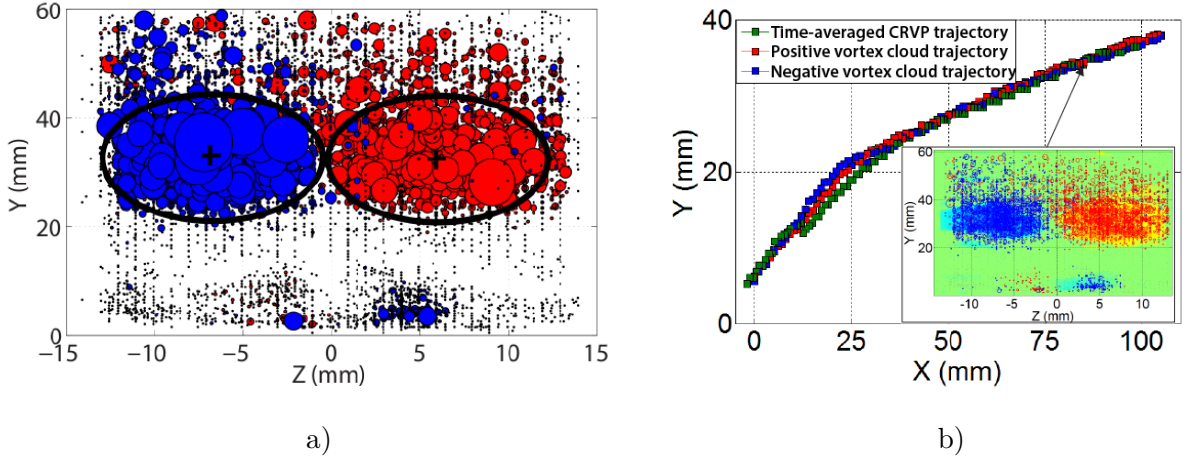 60
40
20
0
Y (mm)
−15
−10
−5
0
5
10
15
Z (mm)
a)
40
20
0
Y (mm)
Time-averaged CRVP trajectory
Positive vortex cloud trajectory
Negative vortex cloud trajectory
60
40
20
Y (mm)
-10
-5
0
5
10
Z (mm)
0
25
50
75
100
X (mm)
b)